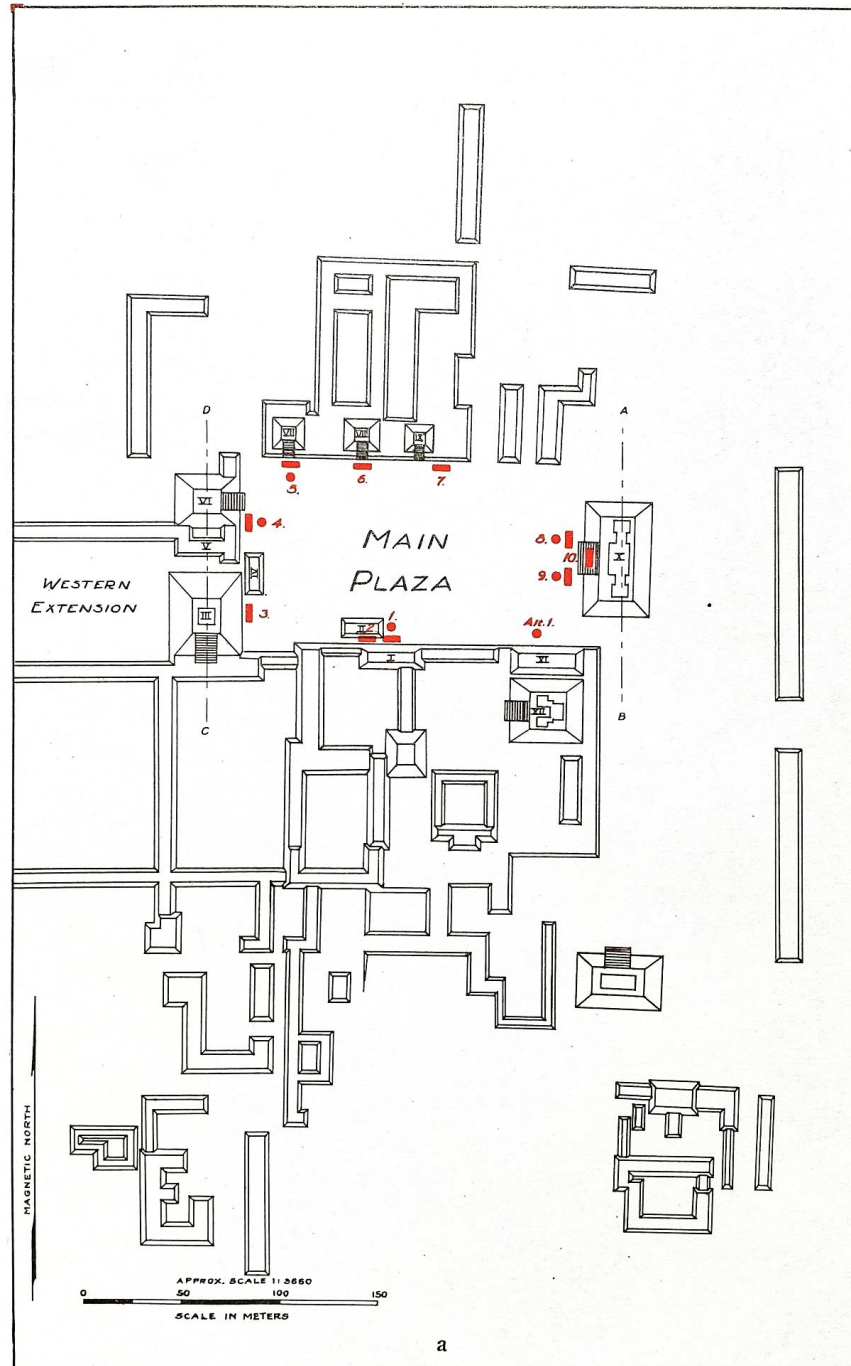 D
A
VII
VIII
IX
5.
6.
7.
VI
4.
V
MAIN
PLAZA
8.
10.
X
9.
WESTERN
EXTENSION
IV
III
3.
1.
II
2.
Alt. 1.
I
VI
VII
C
B
MAGNETIC NORTH
APPROX. SCALE 1:3660
0 50 100 150
SCALE IN METERS
a